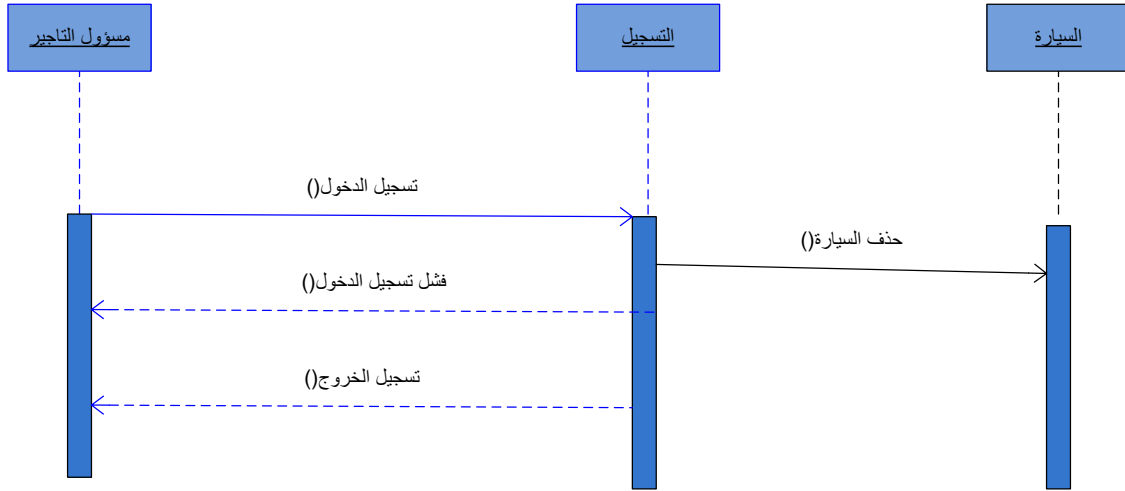 مسؤول التاجير
التسجيل
السيارة
تسجيل الدخول()
حذف السيارة()
فشل تسجيل الدخول()
تسجيل الخروج()